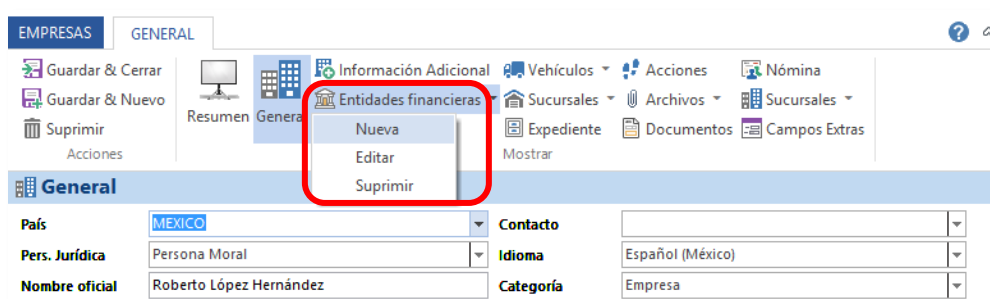 EMPRESAS GENERAL
Guardar & Cerrar Información Adicional Vehículos Acciones Nómina
Guardar & Nuevo Entidades financieras Sucursales Archivos Sucursales
Suprimir Resumen Genera Nueva Expediente Documentos Campos Extras
Acciones Editar Mostrar
Suprimir
General
País MEXICO Contacto
Pers. Jurídica Persona Moral Idioma Español (México)
Nombre oficial Roberto López Hernández Categoría Empresa